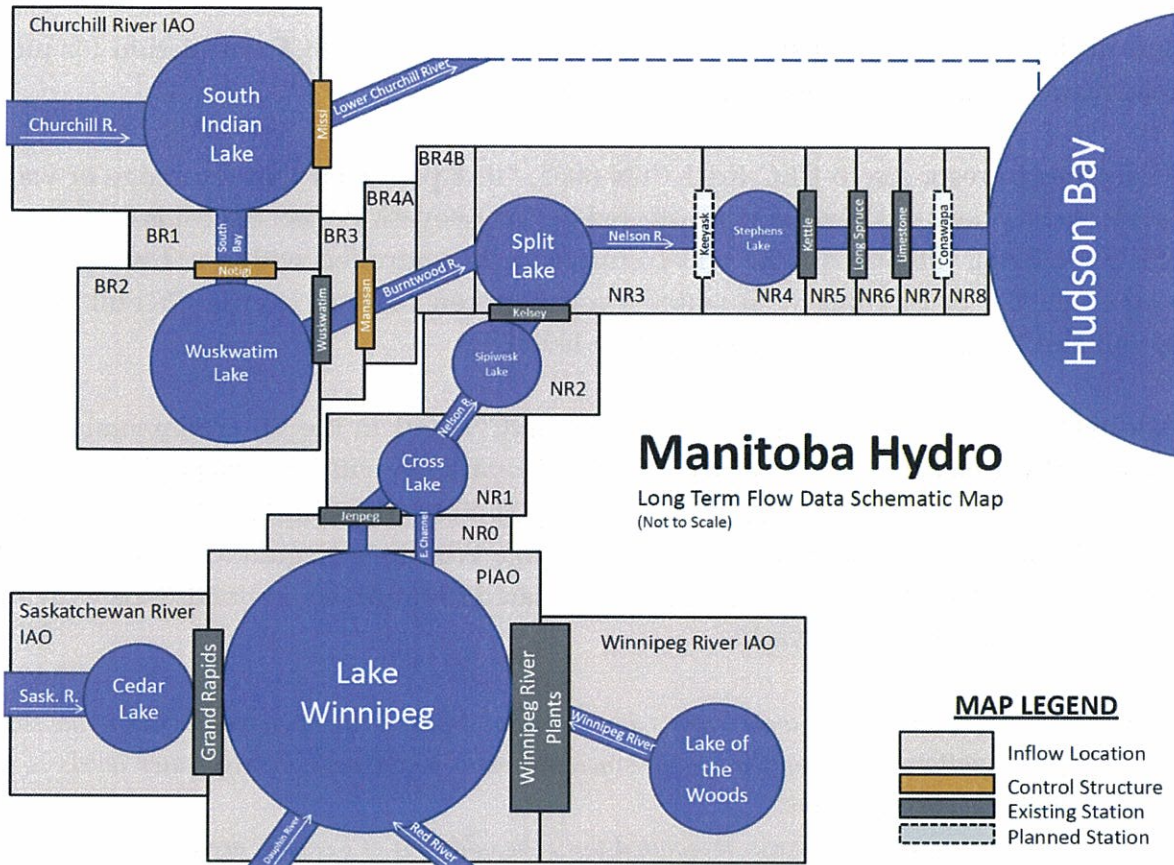 Churchill River IAO
South
Indian
Lake
Churchill R.
Missi
Lower Churchill River
BR1
South
Bay
BR2
Notigi
Wuskwatim
Lake
BR3
Wuskwatim
Manasan
BR4A
Burntwood R.
BR4B
Split
Lake
Nelson R.
NR3
Keeyask
Stephens
Lake
NR4
Kettle
NR5
Long Spruce
NR6
Limestone
NR7
Conawapa
NR8
Hudson Bay
Kelsey
Sipiwesk
Lake
NR2
Nelson R.
Cross
Lake
NR1
Jenpeg
E. Channel
NR0
PIAO
Manitoba Hydro
Long Term Flow Data Schematic Map
(Not to Scale)
Saskatchewan River
IAO
Sask. R.
Cedar
Lake
Grand Rapids
Lake
Winnipeg
Winnipeg River
Plants
Winnipeg River IAO
Winnipeg River
Lake of
the
Woods
Dauphin River
Red River
MAP LEGEND
Inflow Location
Control Structure
Existing Station
Planned Station